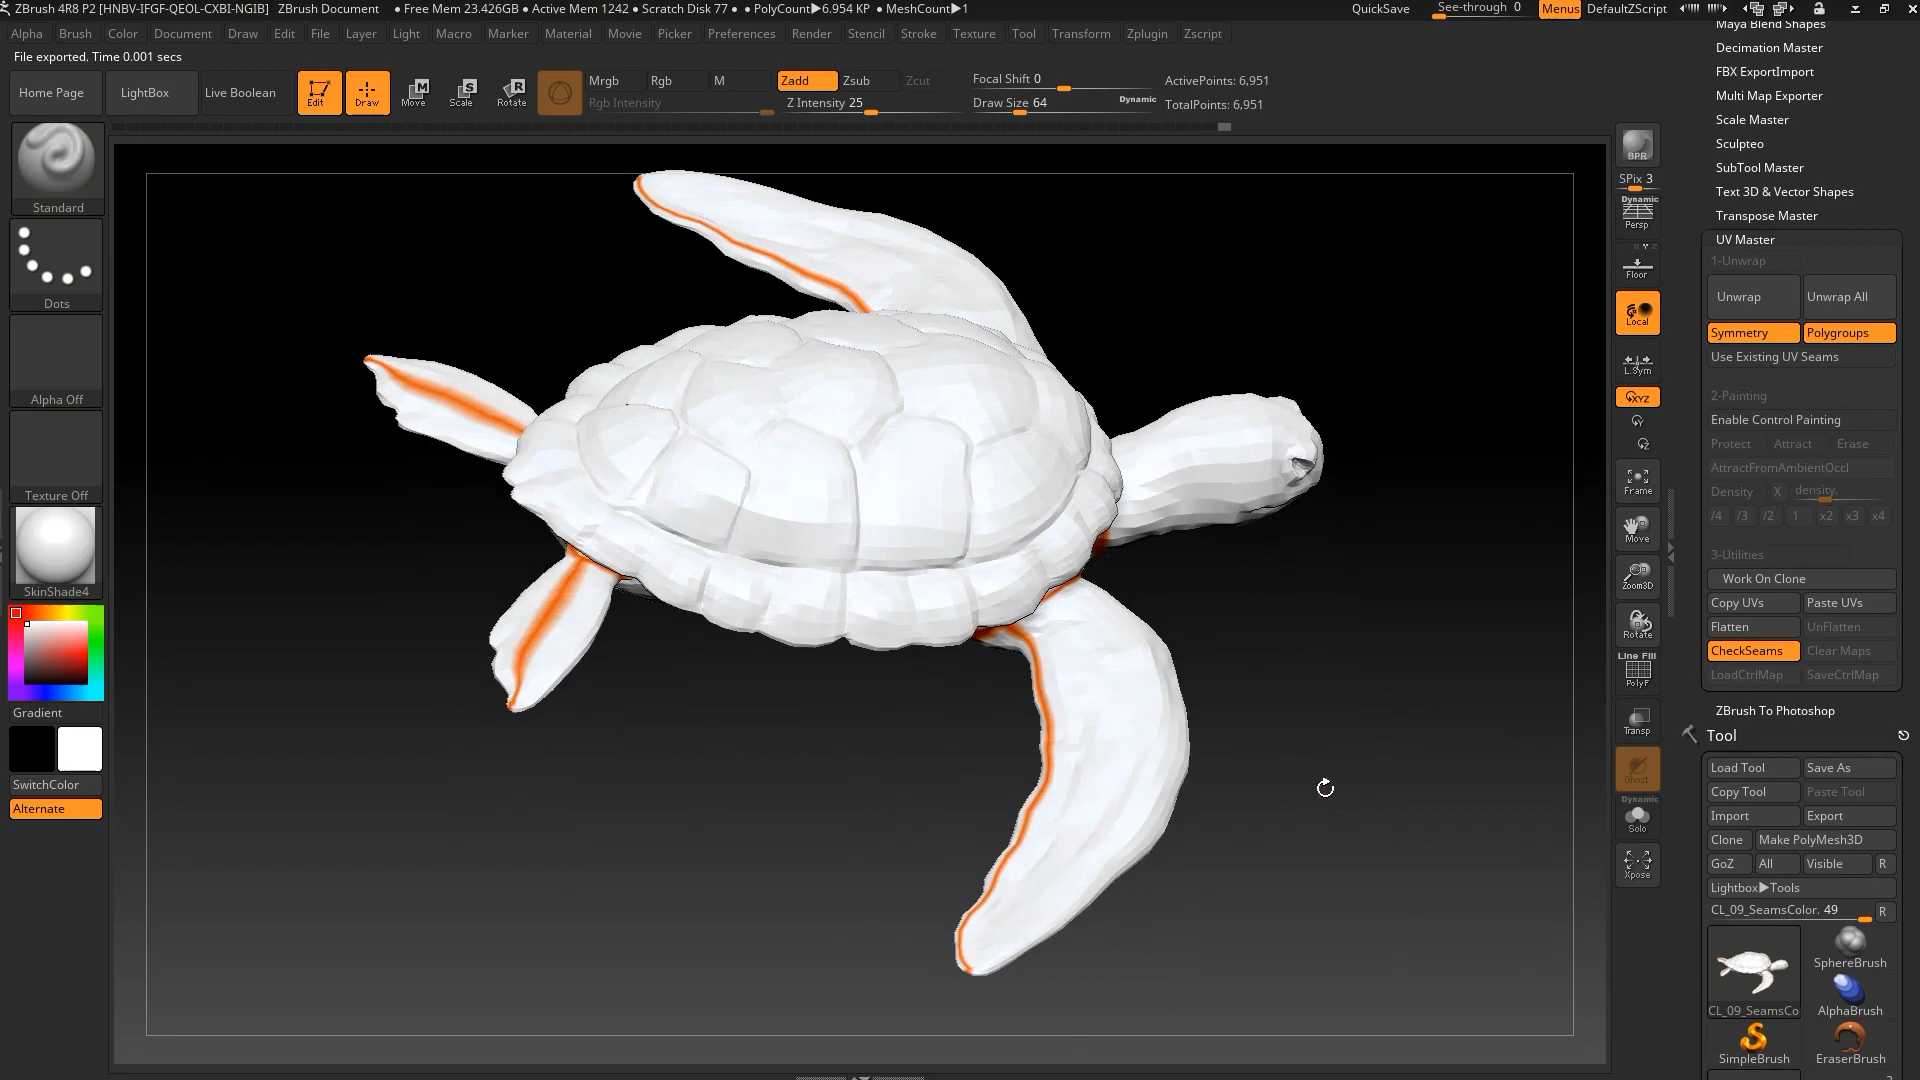 ZBrush 4R8 P2 [HNBV-IFGF-QEOL-CXBI-NGIB] ZBrush Document • Free Mem 23.426GB • Active Mem 1242 • Scratch Disk 77 • • PolyCount▶6.954 KP • MeshCount▶1 QuickSave See-through 0 Menus DefaultZScript
Alpha Brush Color Document Draw Edit File Layer Light Macro Marker Material Movie Picker Preferences Render Stencil Stroke Texture Tool Transform Zplugin Zscript
File exported. Time 0.001 secs
Home Page LightBox Live Boolean Edit Draw Move Scale Rotate
Mrgb Rgb M Zadd Zsub Zcut Focal Shift 0 ActivePoints: 6,951
Rgb Intensity Z Intensity 25 Draw Size 64 Dynamic TotalPoints: 6,951
Standard
Dots
Alpha Off
Texture Off
SkinShade4
Gradient
SwitchColor
Alternate
BPR
SPix 3
Dynamic
Persp
Floor
Local
L.Sym
XYZ
Y
Z
Frame
Move
Zoom3D
Rotate
Line Fill
PolyF
Transp
Ghost
Dynamic
Solo
Xpose
Maya Blend Shapes
Decimation Master
FBX ExportImport
Multi Map Exporter
Scale Master
Sculpteo
SubTool Master
Text 3D & Vector Shapes
Transpose Master
UV Master
1-Unwrap
Unwrap Unwrap All
Symmetry Polygroups
Use Existing UV Seams
2-Painting
Enable Control Painting
Protect Attract Erase
AttractFromAmbientOccl
Density X density.
/4 /3 /2 1 x2 x3 x4
3-Utilities
Work On Clone
Copy UVs Paste UVs
Flatten UnFlatten
CheckSeams Clear Maps
LoadCtrlMap SaveCtrlMap
ZBrush To Photoshop
Tool
Load Tool Save As
Copy Tool Paste Tool
Import Export
Clone Make PolyMesh3D
GoZ All Visible R
Lightbox▶Tools
CL_09_SeamsColor. 49 R
SphereBrush
CL_09_SeamsCo AlphaBrush
SimpleBrush EraserBrush